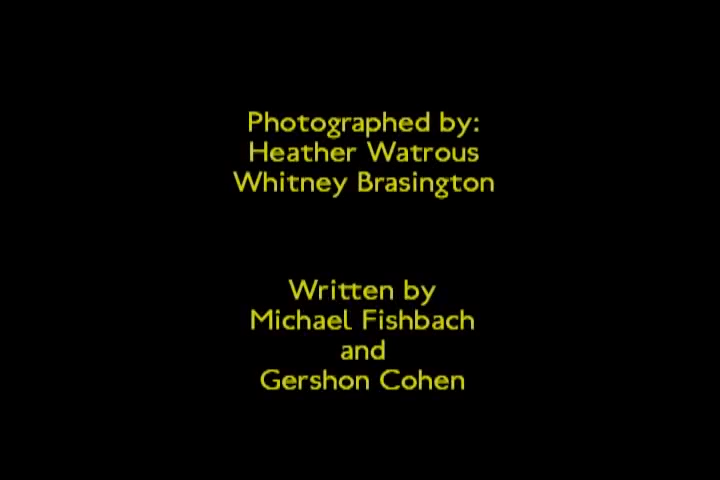 Photographed by:
Heather Watrous
Whitney Brasington
Written by
Michael Fishbach
and
Gershon Cohen